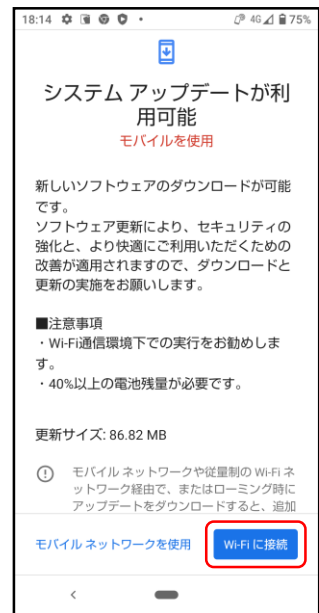 18:14 4G 75%
システム アップデートが利
用可能
モバイルを使用
新しいソフトウェアのダウンロードが可能
です。
ソフトウェア更新により、セキュリティの
強化と、より快適にご利用いただくための
改善が適用されますので、ダウンロードと
更新の実施をお願いします。
■注意事項
・Wi-Fi通信環境下での実行をお勧めしま
す。
・40%以上の電池残量が必要です。
更新サイズ: 86.82 MB
モバイル ネットワークや従量制の Wi-Fi ネ
ットワーク経由で、またはローミング時に
アップデートをダウンロードすると、追加
モバイル ネットワークを使用 Wi-Fi に接続